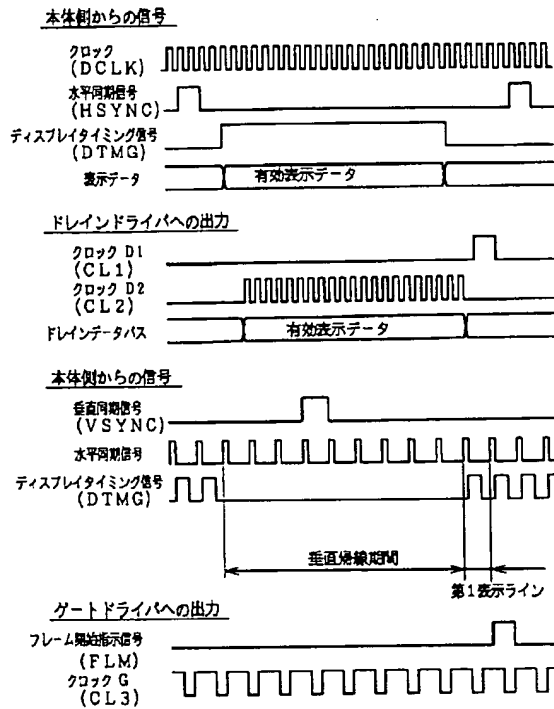 本体側からの信号
クロック
(DCLK)
水平同期信号
(HSYNC)
ディスプレイタイミング信号
(DTMG)
表示データ
有効表示データ
ドレインドライバへの出力
クロック D1
(CL1)
クロック D2
(CL2)
ドレインデータバス
有効表示データ
本体側からの信号
垂直同期信号
(VSYNC)
水平同期信号
ディスプレイタイミング信号
(DTMG)
垂直帰線期間
第1表示ライン
ゲートドライバへの出力
フレーム開始指示信号
(FLM)
クロック G
(CL3)